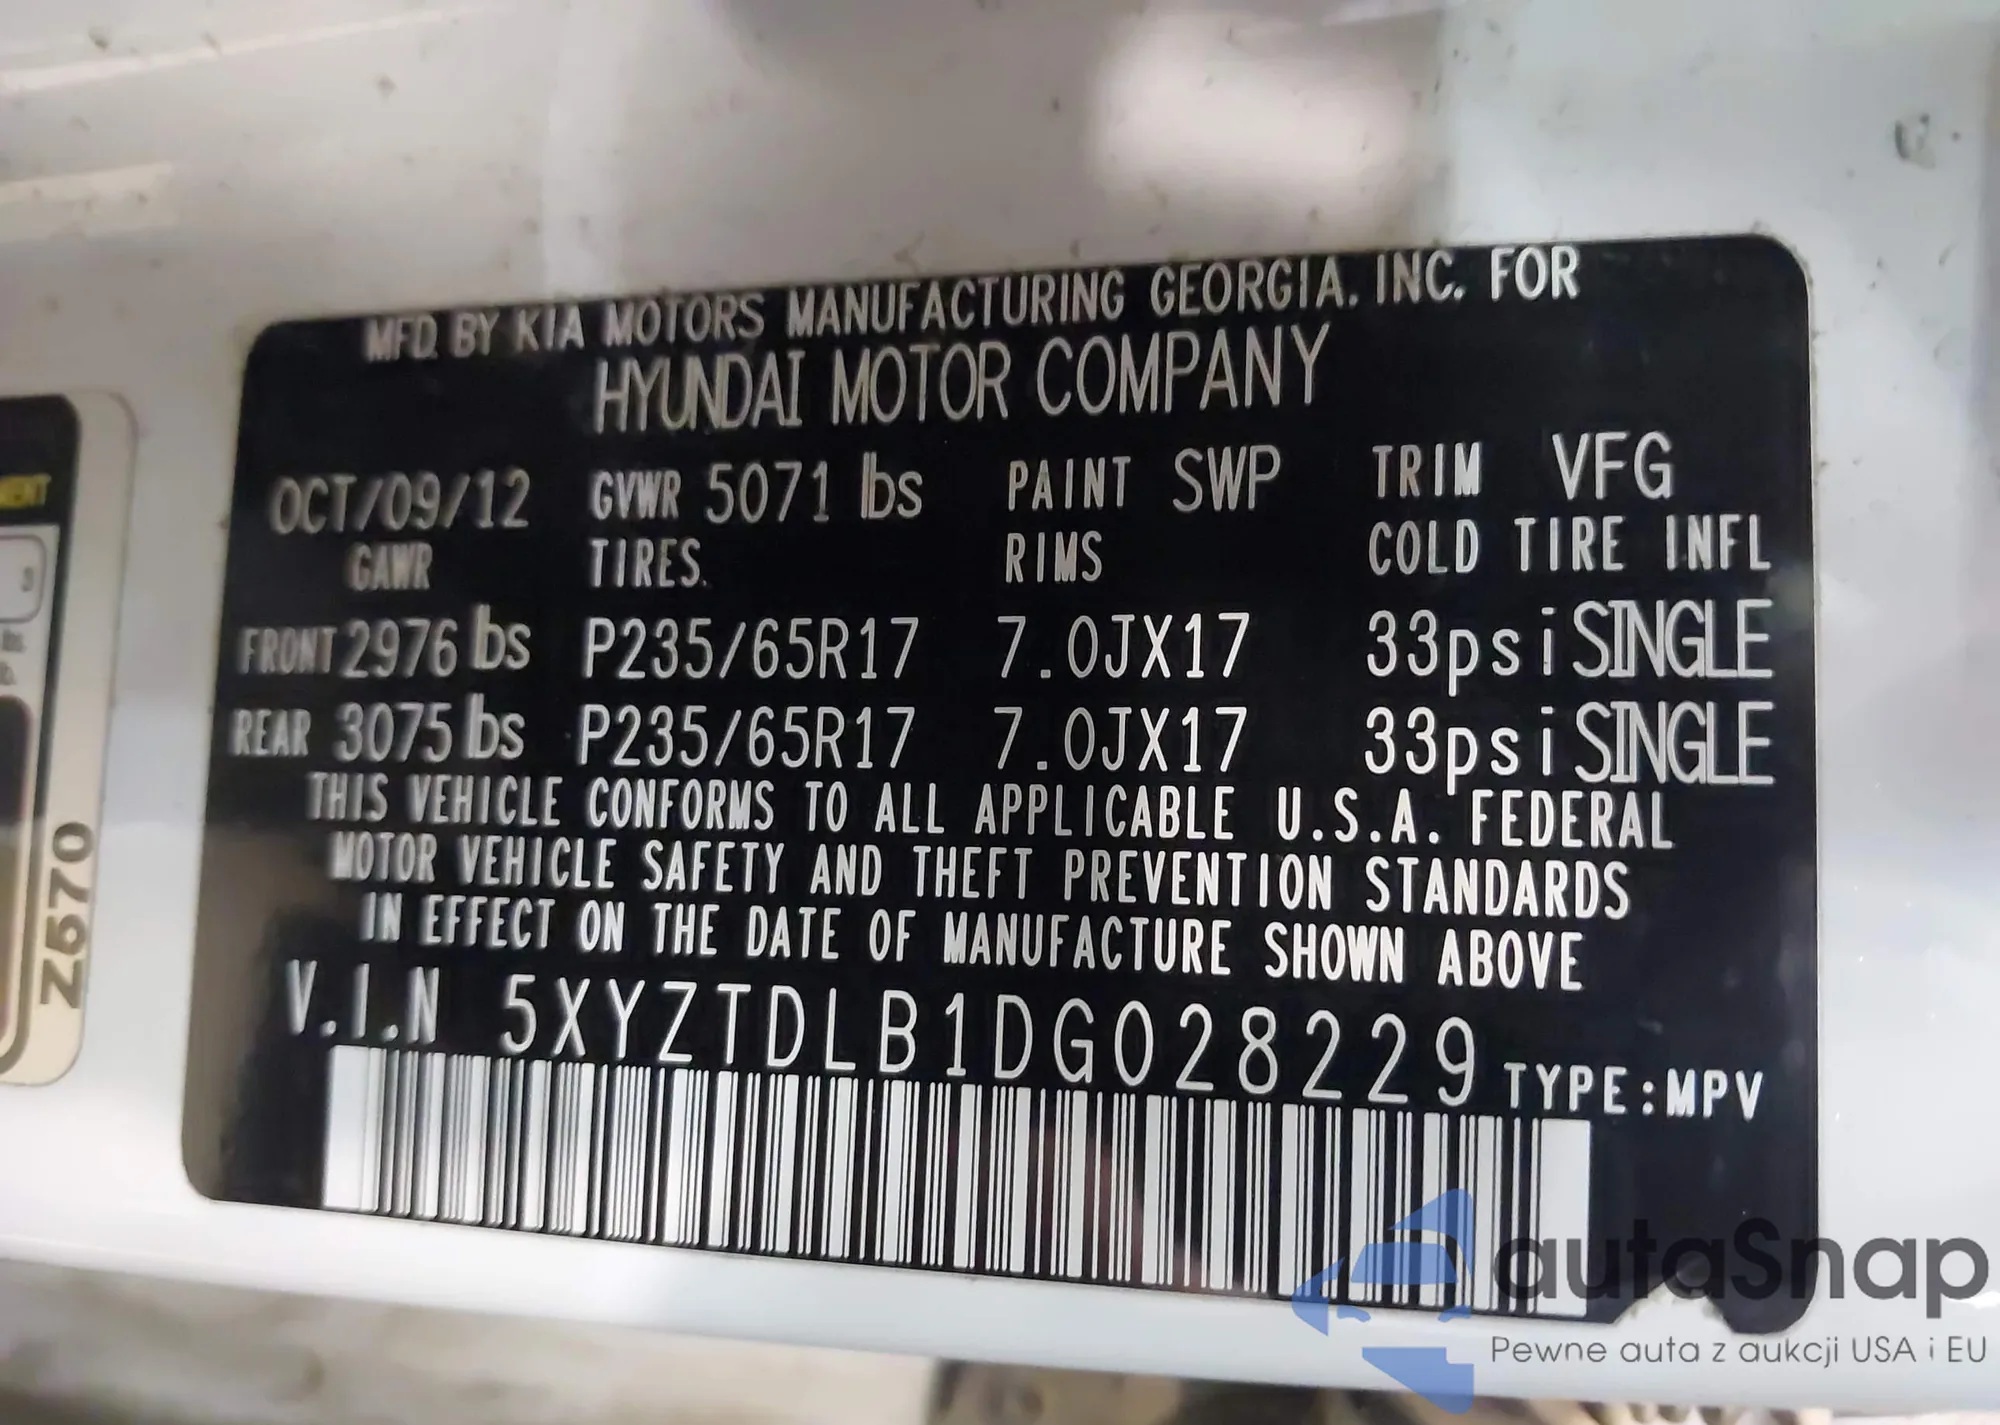 MFD. BY KIA MOTORS MANUFACTURING GEORGIA. INC. FOR
HYUNDAI MOTOR COMPANY
OCT/09/12 GVWR 5071 lbs PAINT SWP TRIM VFG
GAWR TIRES. RIMS COLD TIRE INFL
FRONT 2976 lbs P235/65R17 7.0JX17 33psi SINGLE
REAR 3075 lbs P235/65R17 7.0JX17 33psi SINGLE
THIS VEHICLE CONFORMS TO ALL APPLICABLE U.S.A. FEDERAL
MOTOR VEHICLE SAFETY AND THEFT PREVENTION STANDARDS
IN EFFECT ON THE DATE OF MANUFACTURE SHOWN ABOVE
V.I.N 5XYZTDLB1DG028229 TYPE:MPV
Z570
autaSnap
Pewne auta z aukcji USA i EU